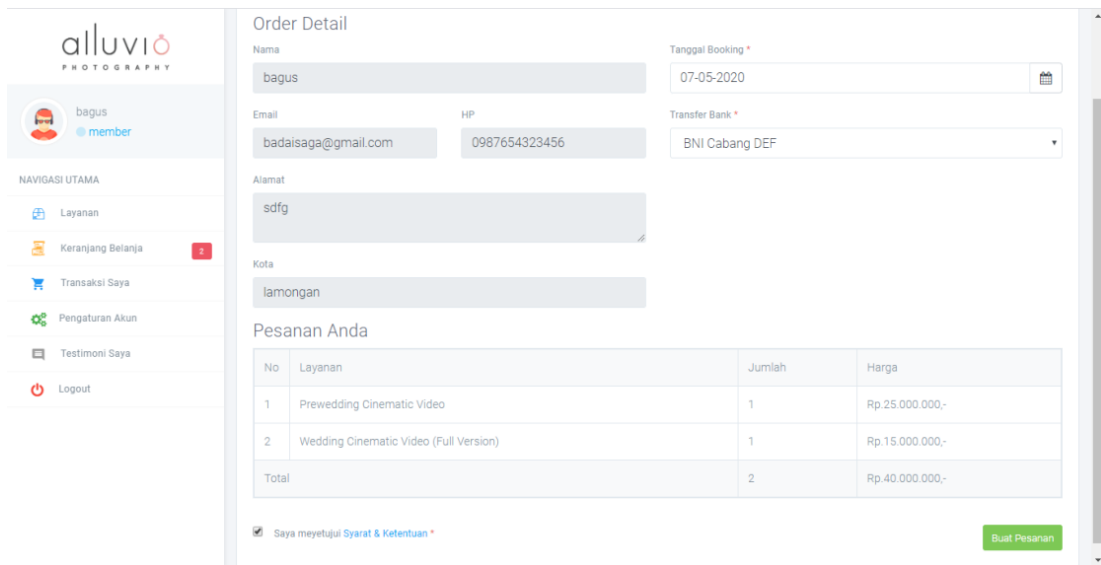 alluvio
PHOTOGRAPHY
bagus
member
NAVIGASI UTAMA
Layanan
Keranjang Belanja 2
Transaksi Saya
Pengaturan Akun
Testimoni Saya
Logout
Order Detail
Nama
bagus
Tanggal Booking *
07-05-2020
Email
badaisaga@gmail.com
HP
0987654323456
Transfer Bank *
BNI Cabang DEF
Alamat
sdfg
Kota
lamongan
Pesanan Anda
No Layanan Jumlah Harga
1 Prewedding Cinematic Video 1 Rp.25.000.000,-
2 Wedding Cinematic Video (Full Version) 1 Rp.15.000.000,-
Total 2 Rp.40.000.000,-
Saya meyetujui Syarat & Ketentuan *
Buat Pesanan